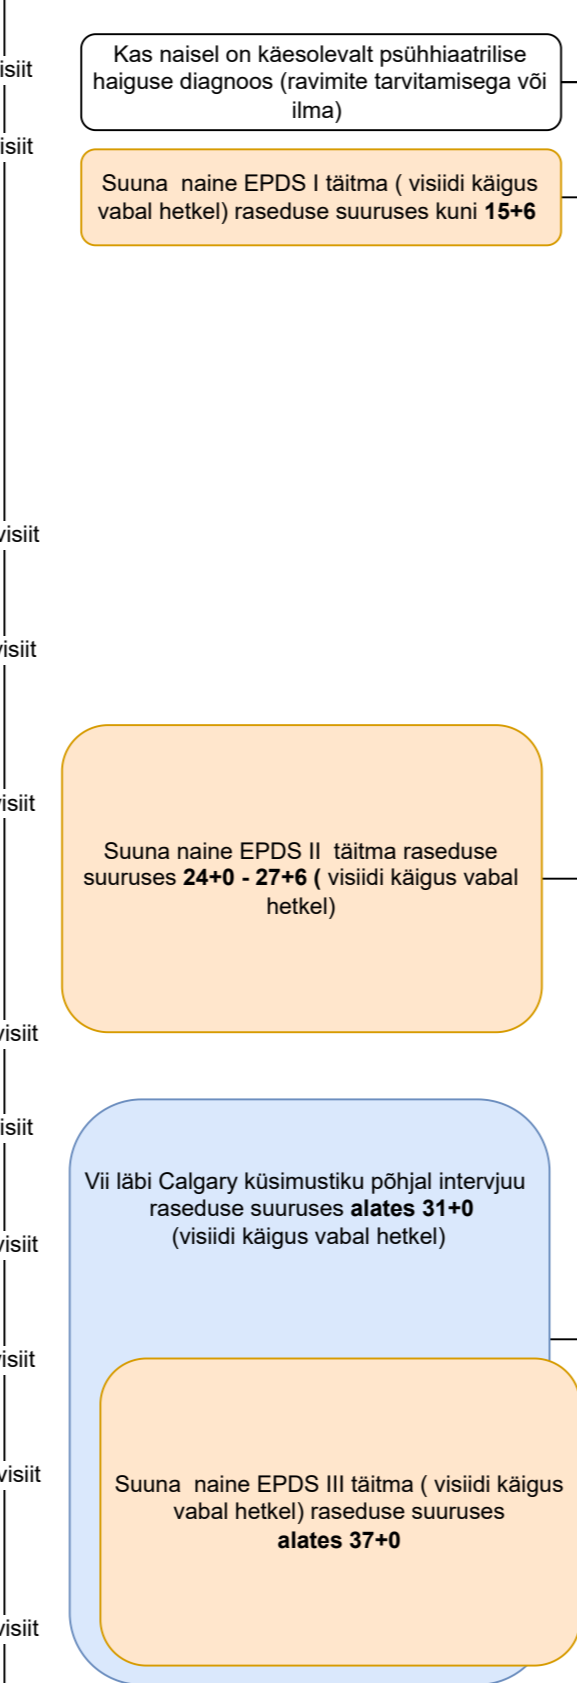 isiit
Kas naisel on käesolevalt psühhiaatrilise
haiguse diagnoos (ravimite tarvitamisega või
ilma)
isiit
Suuna naine EPDS I täitma ( visiidi käigus
vabal hetkel) raseduse suuruses kuni 15+6
visiit
visiit
visiit
Suuna naine EPDS II täitma raseduse
suuruses 24+0 - 27+6 ( visiidi käigus vabal
hetkel)
visiit
isiit
Vii läbi Calgary küsimustiku põhjal intervjuu
raseduse suuruses alates 31+0
(visiidi käigus vabal hetkel)
visiit
visiit
visiit
Suuna naine EPDS III täitma ( visiidi käigus
vabal hetkel) raseduse suuruses
alates 37+0
visiit